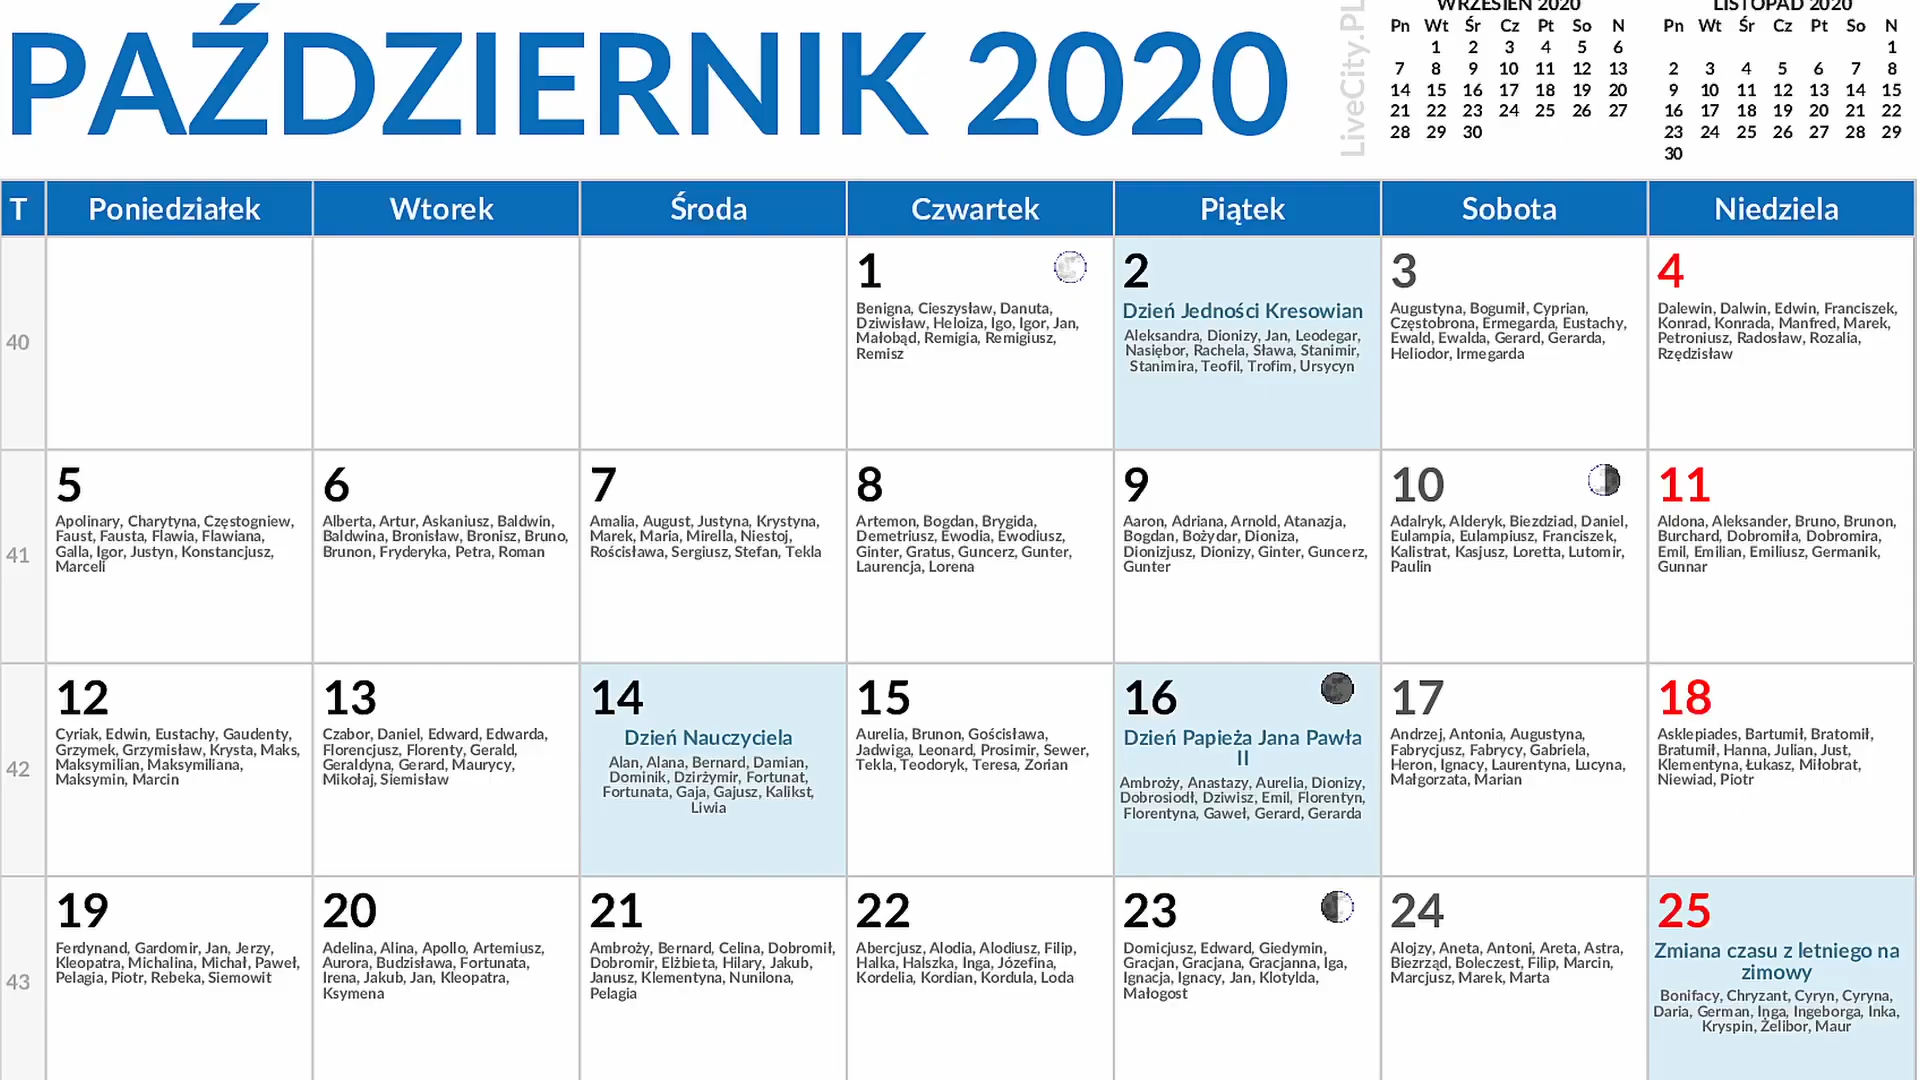 PAŹDZIERNIK 2020
LiveCity.PL
WRZESIEŃ 2020
Pn Wt Śr Cz Pt So N
1 2 3 4 5 6
7 8 9 10 11 12 13
14 15 16 17 18 19 20
21 22 23 24 25 26 27
28 29 30
LISTOPAD 2020
Pn Wt Śr Cz Pt So N
1
2 3 4 5 6 7 8
9 10 11 12 13 14 15
16 17 18 19 20 21 22
23 24 25 26 27 28 29
30
T Poniedziałek Wtorek Środa Czwartek Piątek Sobota Niedziela
40
1
Benigna, Cieszysław, Danuta,
Dziwisław, Heloiza, Igo, Igor, Jan,
Małobąd, Remigia, Remigiusz,
Remisz
2
Dzień Jedności Kresowian
Aleksandra, Dionizy, Jan, Leodegar,
Nasiębor, Rachela, Sława, Stanimir,
Stanimira, Teofil, Trofim, Ursycyn
3
Augustyna, Bogumił, Cyprian,
Częstobrona, Ermegarda, Eustachy,
Ewald, Ewalda, Gerard, Gerarda,
Heliodor, Irmegarda
4
Dalewin, Dalwin, Edwin, Franciszek,
Konrad, Konrada, Manfred, Marek,
Petroniusz, Radosław, Rozalia,
Rzędzisław
41
5
Apolinary, Charytyna, Częstogniew,
Faust, Fausta, Flawia, Flawiana,
Galla, Igor, Justyn, Konstancjusz,
Marceli
6
Alberta, Artur, Askaniusz, Baldwin,
Baldwina, Bronisław, Bronisz, Bruno,
Brunon, Fryderyka, Petra, Roman
7
Amalia, August, Justyna, Krystyna,
Marek, Maria, Mirella, Niestoj,
Rościsława, Sergiusz, Stefan, Tekla
8
Artemon, Bogdan, Brygida,
Demetriusz, Ewodia, Ewodiusz,
Ginter, Gratus, Guncerz, Gunter,
Laurencja, Lorena
9
Aaron, Adriana, Arnold, Atanazja,
Bogdan, Bożydar, Dioniza,
Dionizjusz, Dionizy, Ginter, Guncerz,
Gunter
10
Adalryk, Alderyk, Biezdziad, Daniel,
Eulampia, Eulampiusz, Franciszek,
Kalistrat, Kasjusz, Loretta, Lutomir,
Paulin
11
Aldona, Aleksander, Bruno, Brunon,
Burchard, Dobromiła, Dobromira,
Emil, Emilian, Emiliusz, Germanik,
Gunnar
42
12
Cyriak, Edwin, Eustachy, Gaudenty,
Grzymek, Grzymisław, Krysta, Maks,
Maksymilian, Maksymiliana,
Maksymin, Marcin
13
Czabor, Daniel, Edward, Edwarda,
Florencjusz, Florenty, Gerald,
Geraldyna, Gerard, Maurycy,
Mikołaj, Siemisław
14
Dzień Nauczyciela
Alan, Alana, Bernard, Damian,
Dominik, Dzirżymir, Fortunat,
Fortunata, Gaja, Gajusz, Kalikst,
Liwia
15
Aurelia, Brunon, Gościsława,
Jadwiga, Leonard, Prosimir, Sewer,
Tekla, Teodoryk, Teresa, Zorian
16
Dzień Papieża Jana Pawła
II
Ambroży, Anastazy, Aurelia, Dionizy,
Dobrosiodł, Dziwisz, Emil, Florentyn,
Florentyna, Gaweł, Gerard, Gerarda
17
Andrzej, Antonia, Augustyna,
Fabrycjusz, Fabrycy, Gabriela,
Heron, Ignacy, Laurentyna, Lucyna,
Małgorzata, Marian
18
Asklepiades, Bartumił, Bratomił,
Bratumił, Hanna, Julian, Just,
Klementyna, Łukasz, Miłobrat,
Niewiad, Piotr
43
19
Ferdynand, Gardomir, Jan, Jerzy,
Kleopatra, Michalina, Michał, Paweł,
Pelagia, Piotr, Rebeka, Siemowit
20
Adelina, Alina, Apollo, Artemiusz,
Aurora, Budzisława, Fortunata,
Irena, Jakub, Jan, Kleopatra,
Ksymena
21
Ambroży, Bernard, Celina, Dobromił,
Dobromir, Elżbieta, Hilary, Jakub,
Janusz, Klementyna, Nunilona,
Pelagia
22
Abercjusz, Alodia, Alodiusz, Filip,
Halka, Halszka, Inga, Józefina,
Kordelia, Kordian, Kordula, Loda
23
Domicjusz, Edward, Giedymin,
Gracjan, Gracjana, Gracjanna, Iga,
Ignacja, Ignacy, Jan, Klotylda,
Małogost
24
Alojzy, Aneta, Antoni, Areta, Astra,
Biezrząd, Boleczest, Filip, Marcin,
Marcjusz, Marek, Marta
25
Zmiana czasu z letniego na
zimowy
Bonifacy, Chryzant, Cyryn, Cyryna,
Daria, German, Inga, Ingeborga, Inka,
Kryspin, Żelibor, Maur